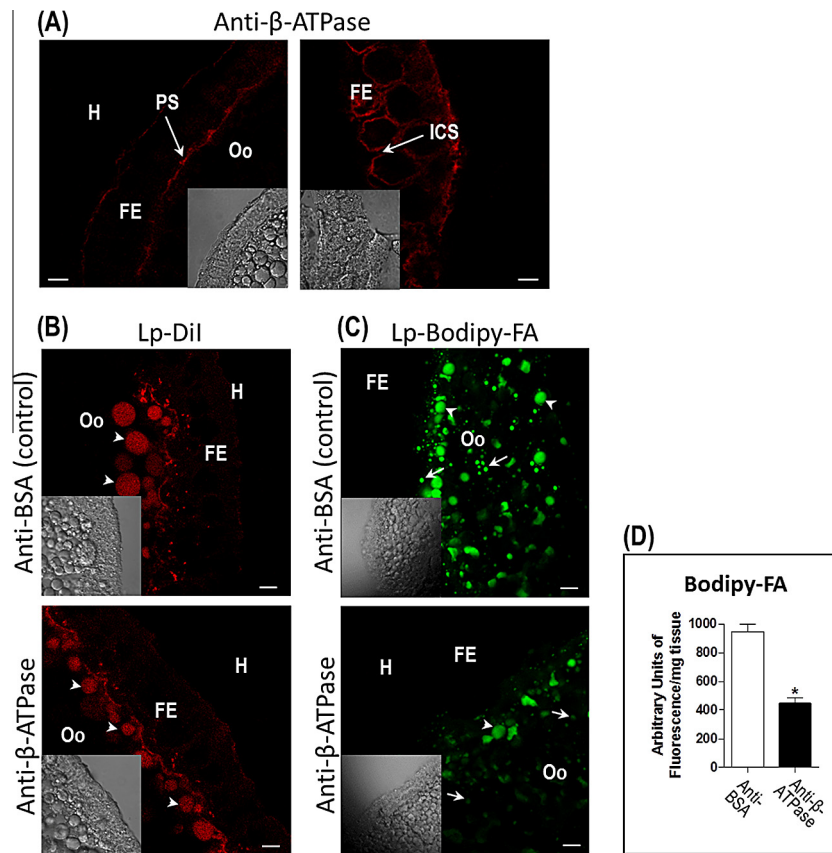 (A) Anti-β-ATPase
H
PS
Oo
FE
FE
ICS
(B) Lp-DiI
Anti-BSA (control)
H
Oo
FE
Anti-β-ATPase
H
FE
Oo
(C) Lp-Bodipy-FA
Anti-BSA (control)
FE
Oo
Anti-β-ATPase
FE
H
Oo
(D)
Bodipy-FA
Arbitrary Units of
Fluorescence/mg tissue
1000
800
600
400
200
0
*
Anti-
BSA
Anti-β-
ATPase